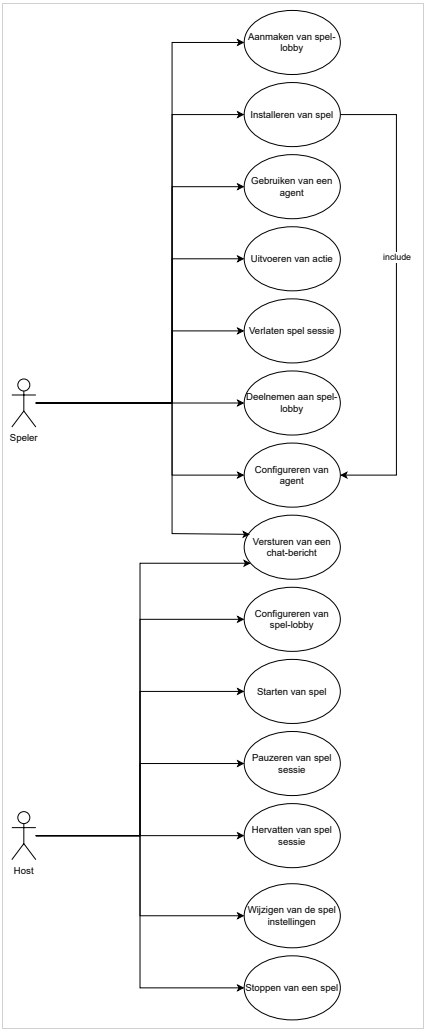 Aanmaken van spel-
lobby
Installeren van spel
Gebruiken van een
agent
Uitvoeren van actie
include
Verlaten spel sessie
Deelnemen aan spel-
lobby
Speler
Configureren van
agent
Versturen van een
chat-bericht
Configureren van
spel-lobby
Starten van spel
Pauzeren van spel
sessie
Hervatten van spel
sessie
Host
Wijzigen van de spel
instellingen
Stoppen van een spel